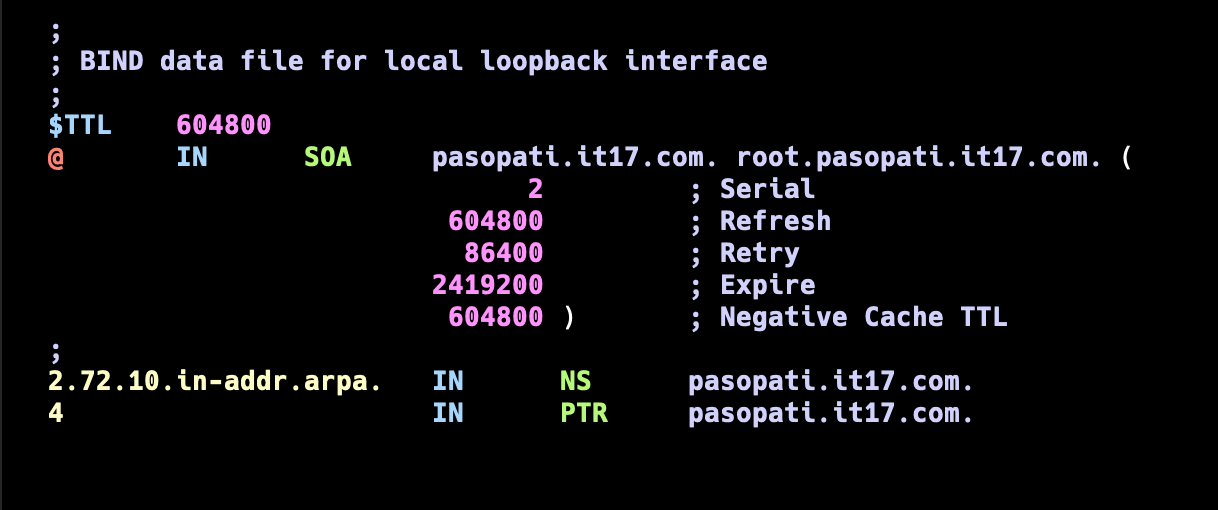 ;
; BIND data file for local loopback interface
;
$TTL    604800
@       IN      SOA     pasopati.it17.com. root.pasopati.it17.com. (
                              2         ; Serial
                         604800         ; Refresh
                          86400         ; Retry
                        2419200         ; Expire
                         604800 )       ; Negative Cache TTL
;
2.72.10.in-addr.arpa.   IN      NS      pasopati.it17.com.
4                       IN      PTR     pasopati.it17.com.